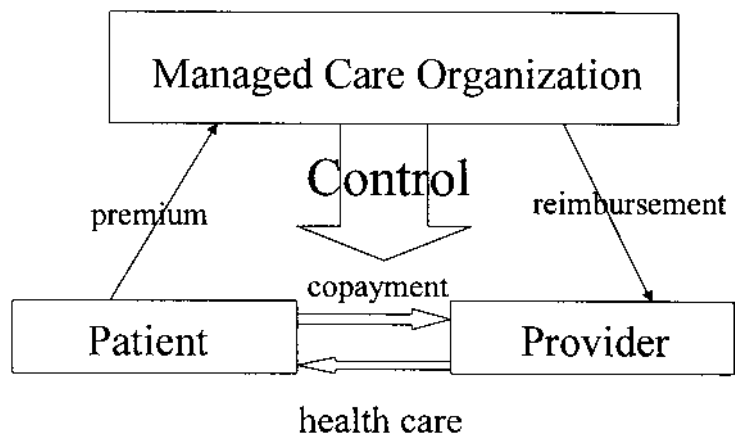 Managed Care Organization
Control
premium
reimbursement
copayment
Patient
Provider
health care